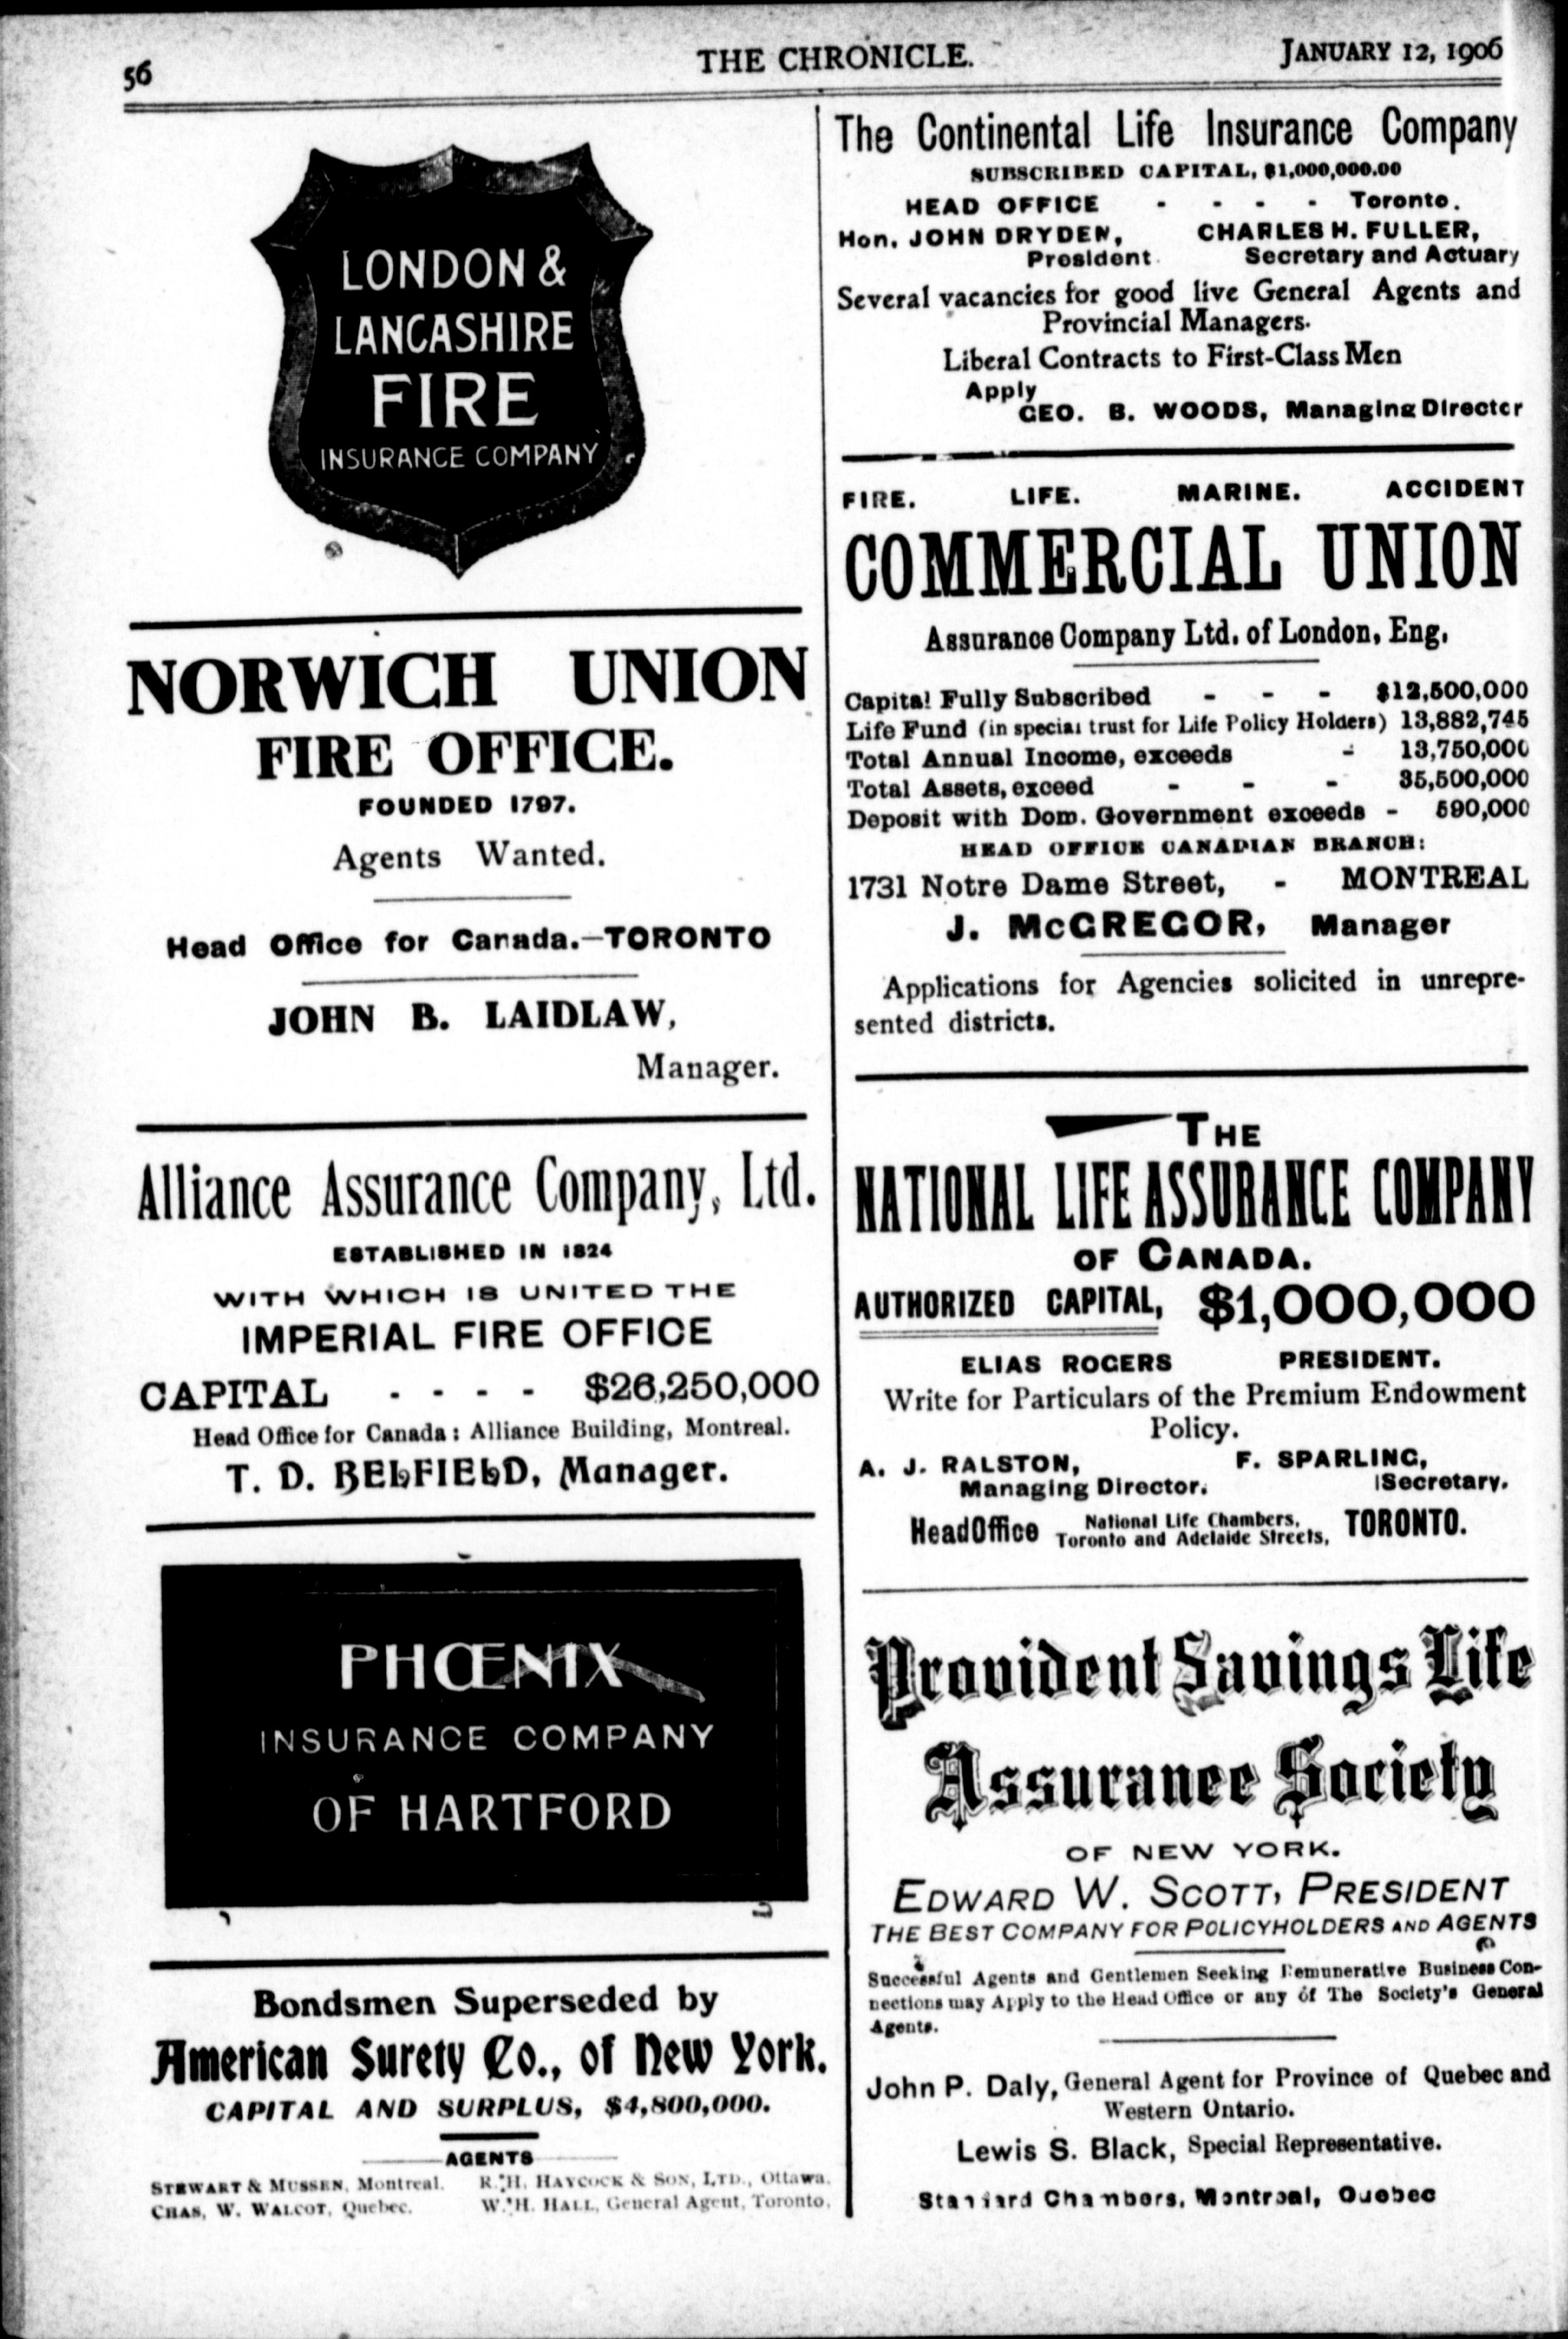 56
THE CHRONICLE.
JANUARY 12, 1906
LONDON &
LANCASHIRE
FIRE
INSURANCE COMPANY
NORWICH UNION
FIRE OFFICE.
FOUNDED 1797.
Agents Wanted.
Head Office for Canada.—TORONTO
JOHN B. LAIDLAW,
Manager.
Alliance Assurance Company, Ltd.
ESTABLISHED IN 1824
WITH WHICH IS UNITED THE
IMPERIAL FIRE OFFICE
CAPITAL - - - - $26,250,000
Head Office for Canada: Alliance Building, Montreal.
T. D. BELFIELD, Manager.
PHŒNIX
INSURANCE COMPANY
OF HARTFORD
Bondsmen Superseded by
American Surety Co., of New York.
CAPITAL AND SURPLUS, $4,800,000.
AGENTS
STEWART & MUSSEN, Montreal. R. H. HAYCOCK & SON, LTD., Ottawa.
CHAS. W. WALCOT, Quebec. W. H. HALL, General Agent, Toronto.
The Continental Life Insurance Company
SUBSCRIBED CAPITAL, $1,000,000.00
HEAD OFFICE - - - - Toronto.
Hon. JOHN DRYDEN, CHARLES H. FULLER,
President. Secretary and Actuary
Several vacancies for good live General Agents and
Provincial Managers.
Liberal Contracts to First-Class Men
Apply
GEO. B. WOODS, Managing Director
FIRE. LIFE. MARINE. ACCIDENT
COMMERCIAL UNION
Assurance Company Ltd. of London, Eng.
Capital Fully Subscribed - - - $12,500,000
Life Fund (in special trust for Life Policy Holders) 13,882,745
Total Annual Income, exceeds - 13,750,000
Total Assets, exceed - - - 35,500,000
Deposit with Dom. Government exceeds - 590,000
HEAD OFFICE CANADIAN BRANCH:
1731 Notre Dame Street, - MONTREAL
J. McGREGOR, Manager
Applications for Agencies solicited in unrepre-
sented districts.
THE
NATIONAL LIFE ASSURANCE COMPANY
OF CANADA.
AUTHORIZED CAPITAL, $1,000,000
ELIAS ROGERS PRESIDENT.
Write for Particulars of the Premium Endowment
Policy.
A. J. RALSTON, F. SPARLING,
Managing Director. Secretary.
Head Office National Life Chambers, TORONTO.
Toronto and Adelaide Streets,
Provident Savings Life
Assurance Society
OF NEW YORK.
EDWARD W. SCOTT, PRESIDENT
THE BEST COMPANY FOR POLICYHOLDERS AND AGENTS
Successful Agents and Gentlemen Seeking Remunerative Business Con-
nections may Apply to the Head Office or any of The Society's General
Agents.
John P. Daly, General Agent for Province of Quebec and
Western Ontario.
Lewis S. Black, Special Representative.
Standard Chambers, Montreal, Quebec